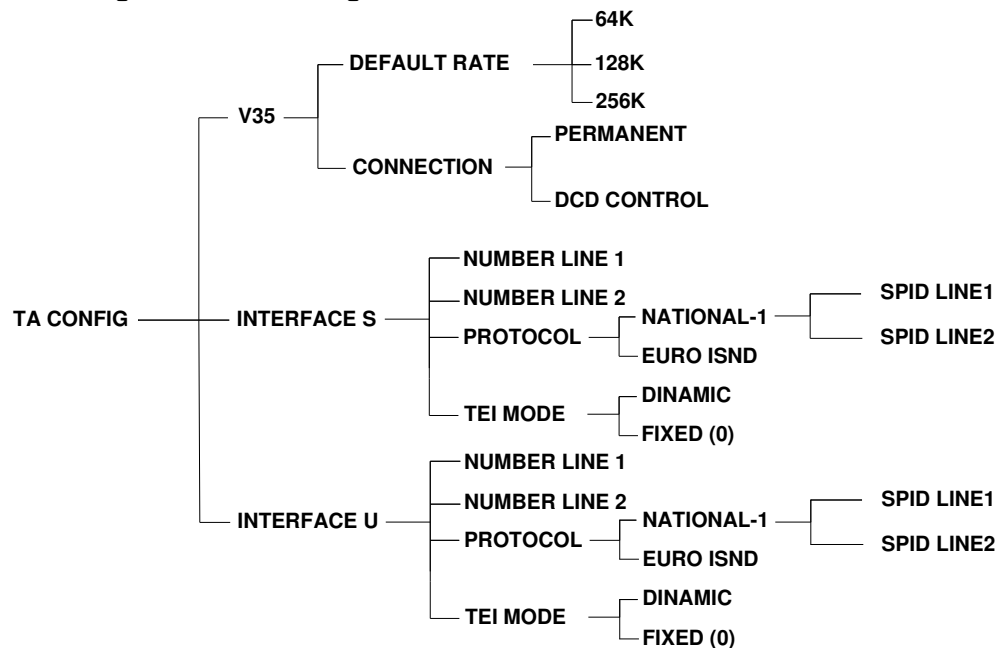 64K
DEFAULT RATE
128K
256K
V35
PERMANENT
CONNECTION
DCD CONTROL
NUMBER LINE 1
NUMBER LINE 2
TA CONFIG
INTERFACE S
PROTOCOL
NATIONAL-1
SPID LINE1
SPID LINE2
EURO ISND
TEI MODE
DINAMIC
FIXED (0)
NUMBER LINE 1
NUMBER LINE 2
INTERFACE U
PROTOCOL
NATIONAL-1
SPID LINE1
SPID LINE2
EURO ISND
TEI MODE
DINAMIC
FIXED (0)